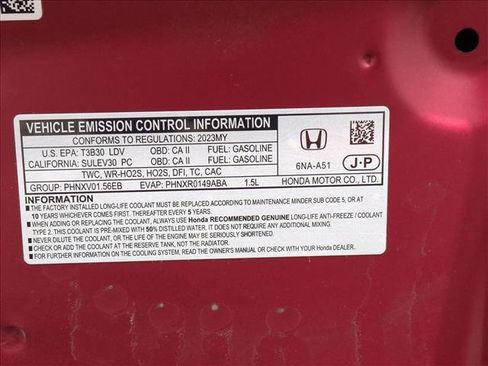 VEHICLE EMISSION CONTROL INFORMATION
CONFORMS TO REGULATIONS: 2023MY
U.S. EPA: T3B30 LDV OBD: CA II FUEL: GASOLINE
CALIFORNIA: SULEV30 PC OBD: CA II FUEL: GASOLINE
TWC, WR-HO2S, HO2S, DFI, TC, CAC
GROUP: PHNXV01.56EB EVAP: PHNXR0149ABA 1.5L
6NA-A51
J-P
HONDA MOTOR CO., LTD.
INFORMATION
■ THE FACTORY INSTALLED LONG-LIFE COOLANT MUST BE REPLACED ACCORDING TO MAINTENANCE MINDER SUB CODE 5, OR AT
10 YEARS WHICHEVER COMES FIRST. THEREAFTER EVERY 5 YEARS.
■ WHEN ADDING OR REPLACING THE COOLANT, ALWAYS USE Honda RECOMMENDED GENUINE LONG-LIFE ANTI-FREEZE/COOLANT
TYPE 2. THIS COOLANT IS PRE-MIXED WITH 50% DISTILLED WATER. IT DOES NOT REQUIRE ANY ADDITIONAL MIXING.
■ NEVER DILUTE THE COOLANT, OR THE LIFE OF THE ENGINE MAY BE SERIOUSLY SHORTENED.
■ CHECK OR ADD THE COOLANT AT THE RESERVE TANK, NOT THE RADIATOR.
■ FOR FURTHER INFORMATION ON THE COOLING SYSTEM, READ THE OWNER'S MANUAL OR CHECK WITH YOUR Honda DEALER.